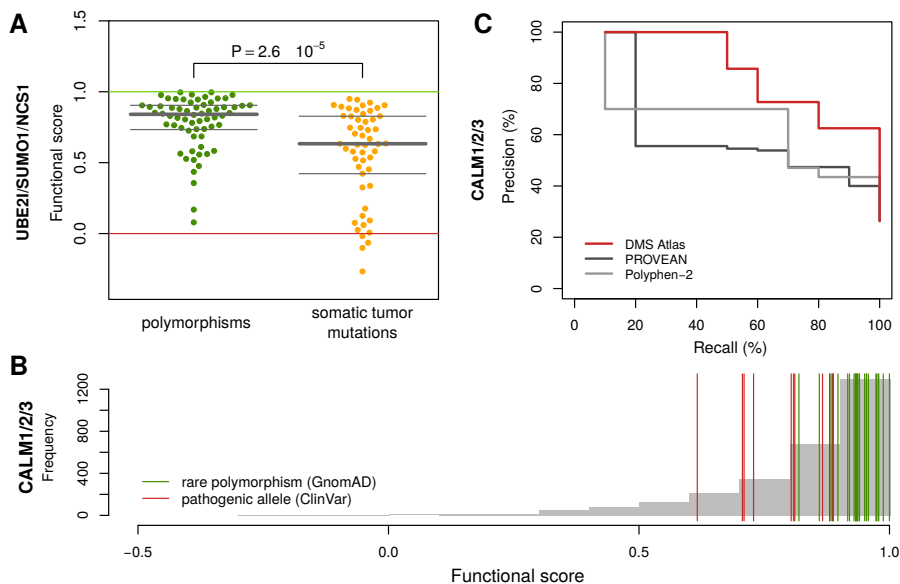 A
UBE2I/SUMO1/NCS1
Functional score
1.5
1.0
0.5
0.0
P = 2.6 10−5
polymorphisms
somatic tumor
mutations
C
CALM1/2/3
Precision (%)
100
80
60
40
20
0
DMS Atlas
PROVEAN
Polyphen−2
0 20 40 60 80 100
Recall (%)
B
CALM1/2/3
Frequency
1200
800
400
0
rare polymorphism (GnomAD)
pathogenic allele (ClinVar)
−0.5 0.0 0.5 1.0
Functional score